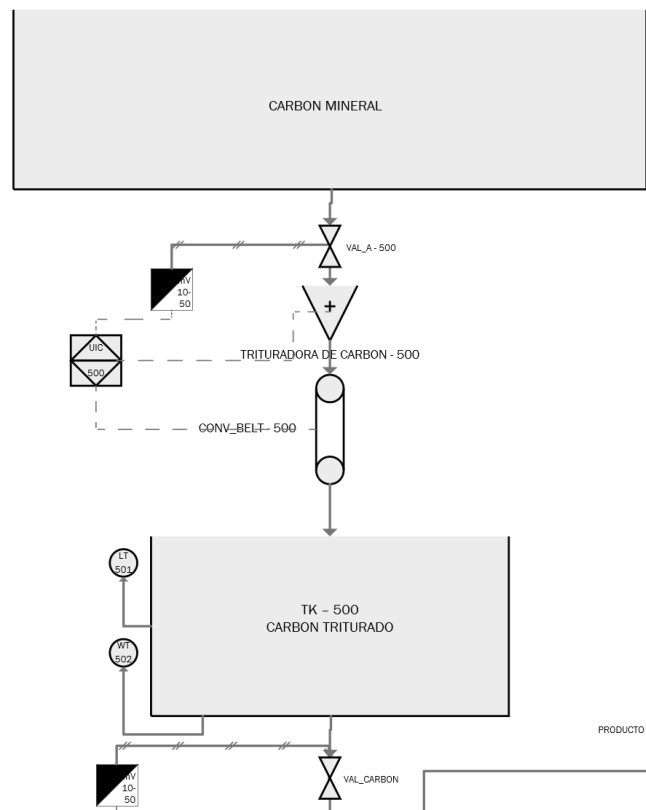 CARBON MINERAL
VAL_A - 500
10-
50
UIC
500
TRITURADORA DE CARBON - 500
CONV_BELT - 500
LT
501
TK – 500
CARBON TRITURADO
WT
502
PRODUCTO
10-
50
VAL_CARBON